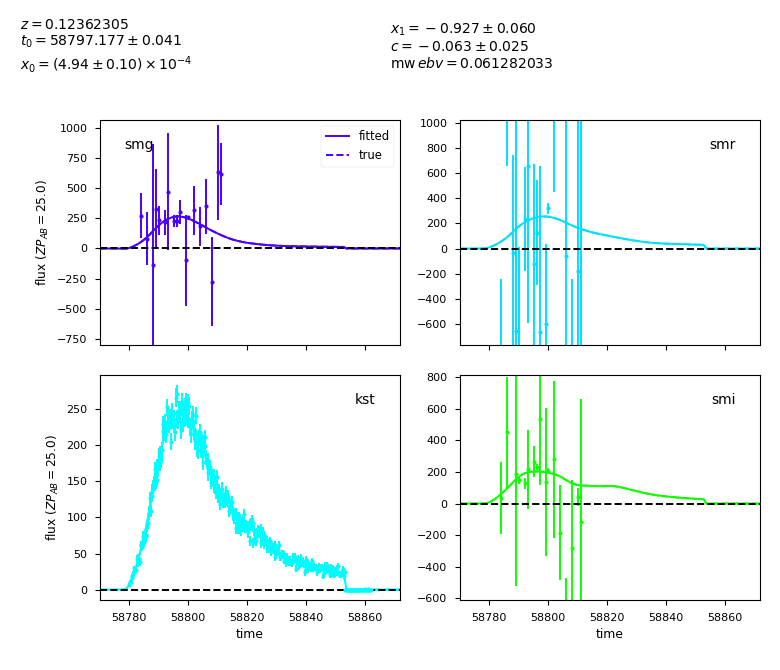 z = 0.12362305
t₀ = 58797.177 ± 0.041
x₀ = (4.94 ± 0.10) × 10⁻⁴
x₁ = −0.927 ± 0.060
c = −0.063 ± 0.025
mw ebv = 0.061282033
smg
fitted
true
1000
750
500
250
0
−250
−500
−750
flux (ZP_AB = 25.0)
smr
1000
800
600
400
200
0
−200
−400
−600
kst
250
200
150
100
50
0
flux (ZP_AB = 25.0)
58780 58800 58820 58840 58860
time
smi
800
600
400
200
0
−200
−400
−600
58780 58800 58820 58840 58860
time